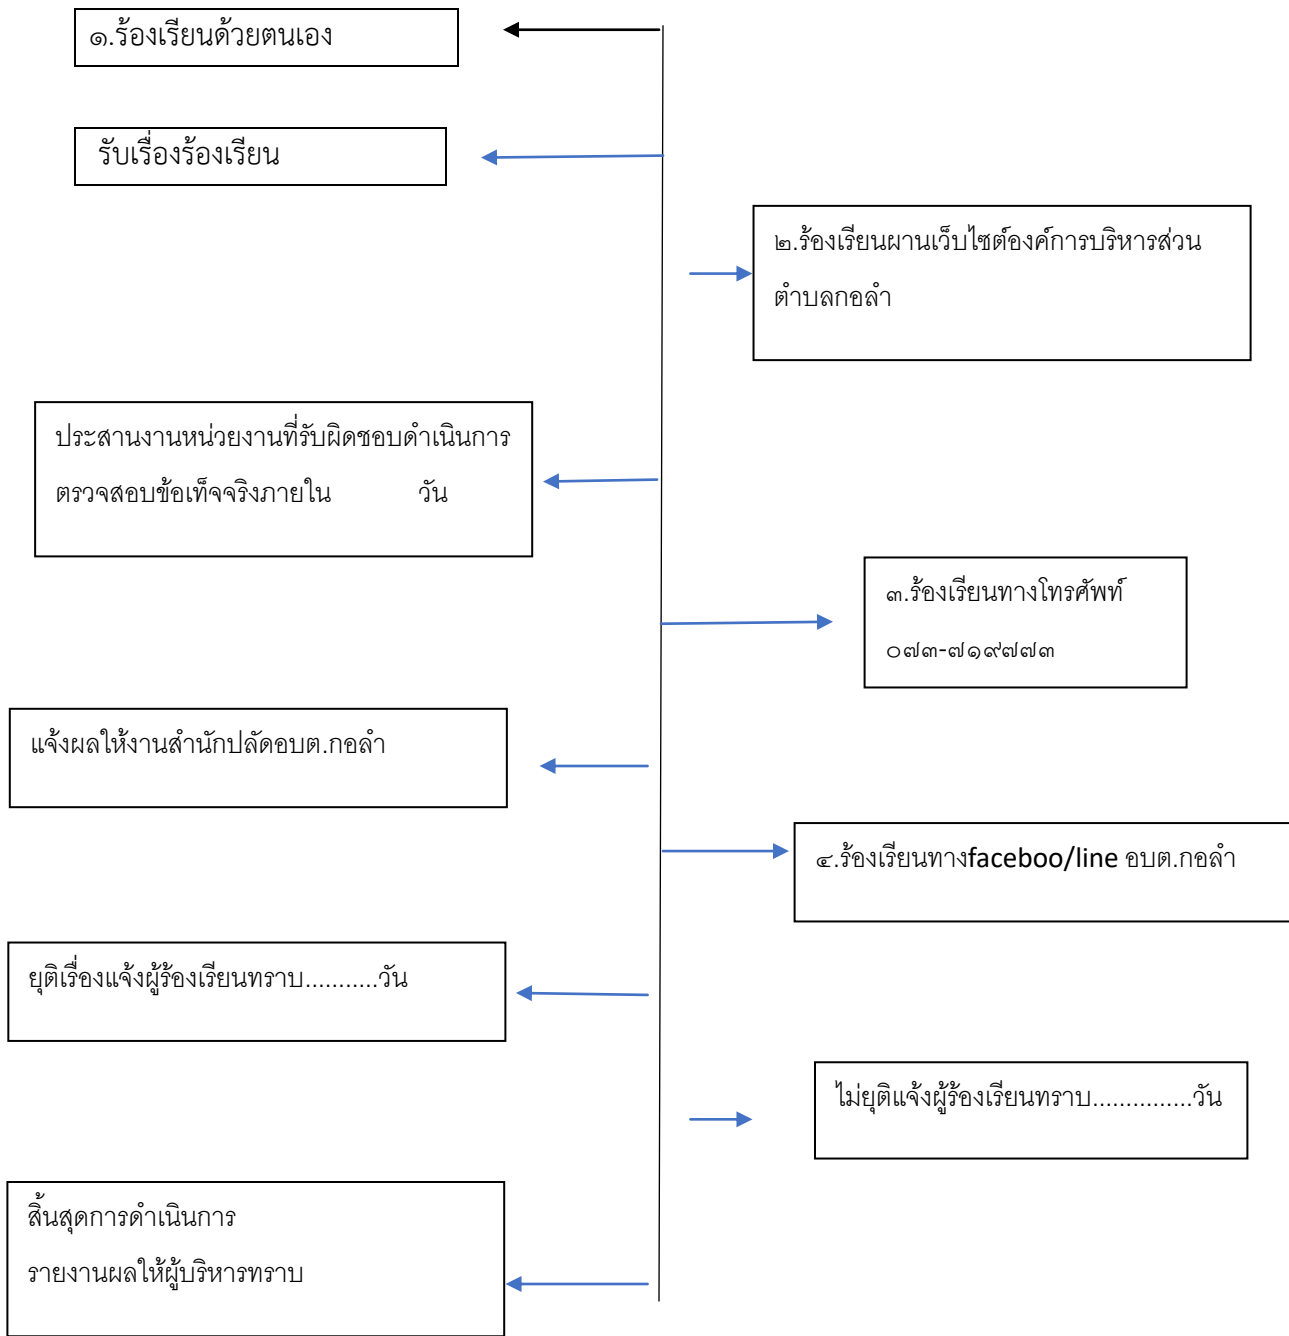 ๑.ร้องเรียนด้วยตนเอง
รับเรื่องร้องเรียน
๒.ร้องเรียนผานเว็บไซต์องค์การบริหารส่วน
ตำบลกอลำ
ประสานงานหน่วยงานที่รับผิดชอบดำเนินการ
ตรวจสอบข้อเท็จจริงภายใน วัน
๓.ร้องเรียนทางโทรศัพท์
๐๗๓-๗๑๙๗๗๓
แจ้งผลให้งานสำนักปลัดอบต.กอลำ
๔.ร้องเรียนทางfaceboo/line อบต.กอลำ
ยุติเรื่องแจ้งผู้ร้องเรียนทราบ...........วัน
ไม่ยุติแจ้งผู้ร้องเรียนทราบ...............วัน
สิ้นสุดการดำเนินการ
รายงานผลให้ผู้บริหารทราบ